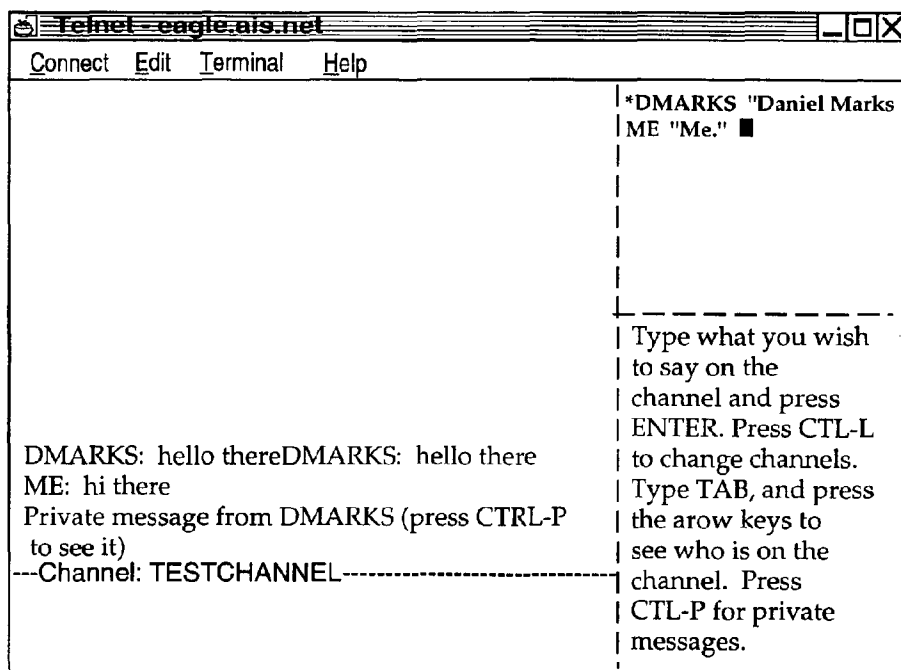 Telnet - eagle.ais.net
Connect Edit Terminal Help
*DMARKS "Daniel Marks
ME "Me."
DMARKS: hello thereDMARKS: hello there
ME: hi there
Private message from DMARKS (press CTRL-P
to see it)
---Channel: TESTCHANNEL---------------------------
Type what you wish
to say on the
channel and press
ENTER. Press CTL-L
to change channels.
Type TAB, and press
the arow keys to
see who is on the
channel. Press
CTL-P for private
messages.